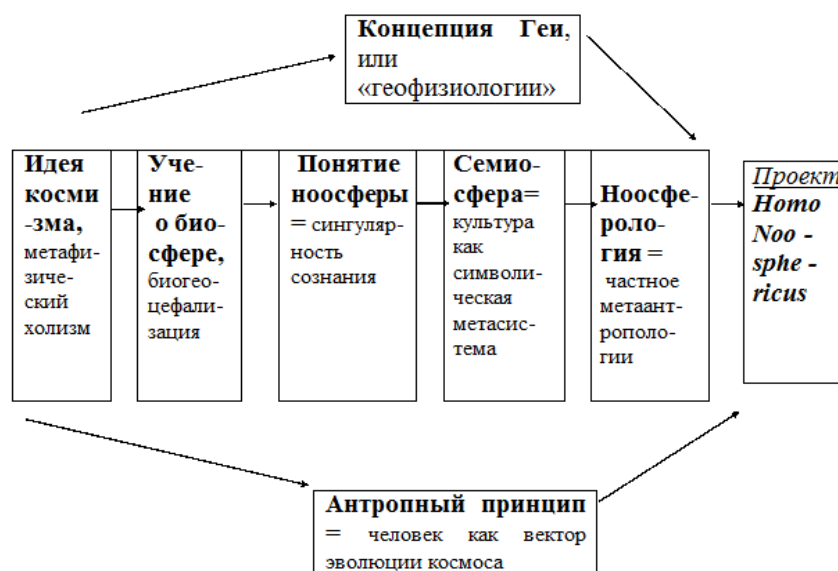 Концепция Геи,
или
«геофизиологии»
Идея
косми
-зма,
метафи-
зиче-
ский
холизм
Уче-
ние
о био-
сфере,
биогео-
цефали-
зация
Понятие
ноосферы
= сингуляр-
ность
сознания
Семио-
сфера=
культура
как
символи-
ческая
метасис-
тема
Ноосфе-
роло-
гия =
частное
метаант-
рополо-
гии
Проект
Homo
Noo -
sphe -
ricus
Антропный принцип
= человек как вектор
эволюции космоса